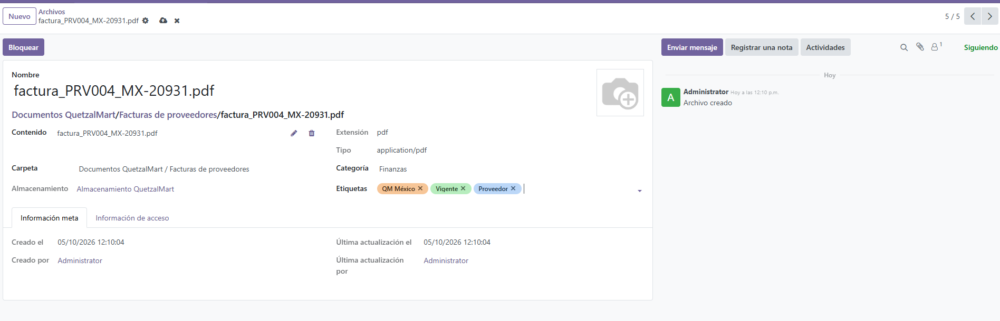 Nuevo
Archivos
factura_PRV004_MX-20931.pdf
5 / 5
Bloquear
Enviar mensaje
Registrar una nota
Actividades
1
Siguiendo
Nombre
factura_PRV004_MX-20931.pdf
Documentos QuetzalMart/Facturas de proveedores/factura_PRV004_MX-20931.pdf
Contenido factura_PRV004_MX-20931.pdf
Extensión pdf
Tipo application/pdf
Carpeta Documentos QuetzalMart / Facturas de proveedores
Categoría Finanzas
Almacenamiento Almacenamiento QuetzalMart
Etiquetas QM México Vigente Proveedor
Información meta
Información de acceso
Creado el 05/10/2026 12:10:04
Última actualización el 05/10/2026 12:10:04
Creado por Administrator
Última actualización por Administrator
Hoy
A
Administrator Hoy a las 12:10 p.m.
Archivo creado